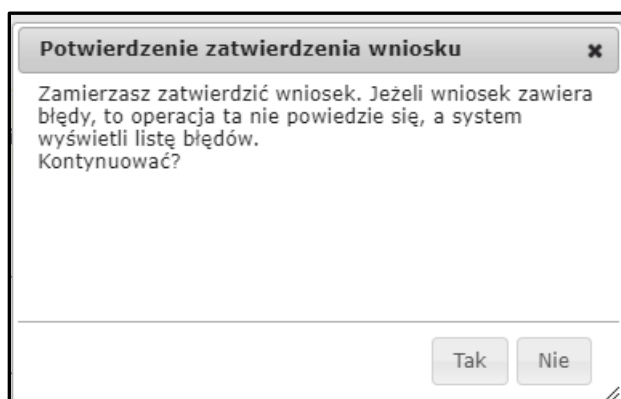 Potwierdzenie zatwierdzenia wniosku
Zamierzasz zatwierdzić wniosek. Jeżeli wniosek zawiera
błędy, to operacja ta nie powiedzie się, a system
wyświetli listę błędów.
Kontynuować?
Tak
Nie